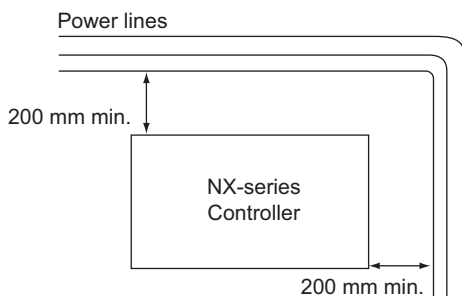 Power lines
200 mm min.
NX-series
Controller
200 mm min.